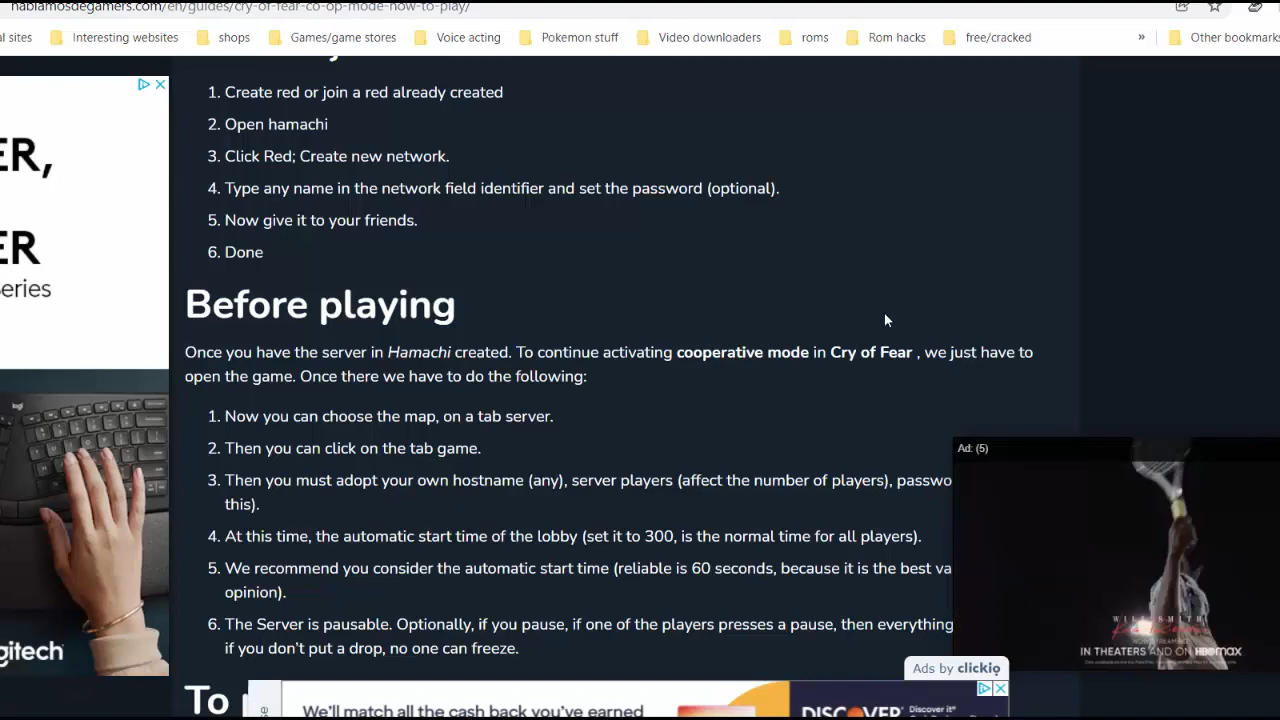 hablamosdegamers.com/en/guides/cry-of-fear-co-op-mode-how-to-play/
al sites Interesting websites shops Games/game stores Voice acting Pokemon stuff Video downloaders roms Rom hacks free/cracked » Other bookmarks
1. Create red or join a red already created
2. Open hamachi
3. Click Red; Create new network.
4. Type any name in the network field identifier and set the password (optional).
5. Now give it to your friends.
6. Done
ER,
ER
eries
Before playing
Once you have the server in Hamachi created. To continue activating cooperative mode in Cry of Fear , we just have to
open the game. Once there we have to do the following:
1. Now you can choose the map, on a tab server.
2. Then you can click on the tab game.
3. Then you must adopt your own hostname (any), server players (affect the number of players), passwo
this).
4. At this time, the automatic start time of the lobby (set it to 300, is the normal time for all players).
5. We recommend you consider the automatic start time (reliable is 60 seconds, because it is the best va
opinion).
6. The Server is pausable. Optionally, if you pause, if one of the players presses a pause, then everything
if you don't put a drop, no one can freeze.
logi
gitech
Ad: (5)
WILL SMITH
IN THEATERS AND ON HBOMAX
Ads by clickio
To
We'll match all the cash back you've earned
DISCOVER
Discover it®